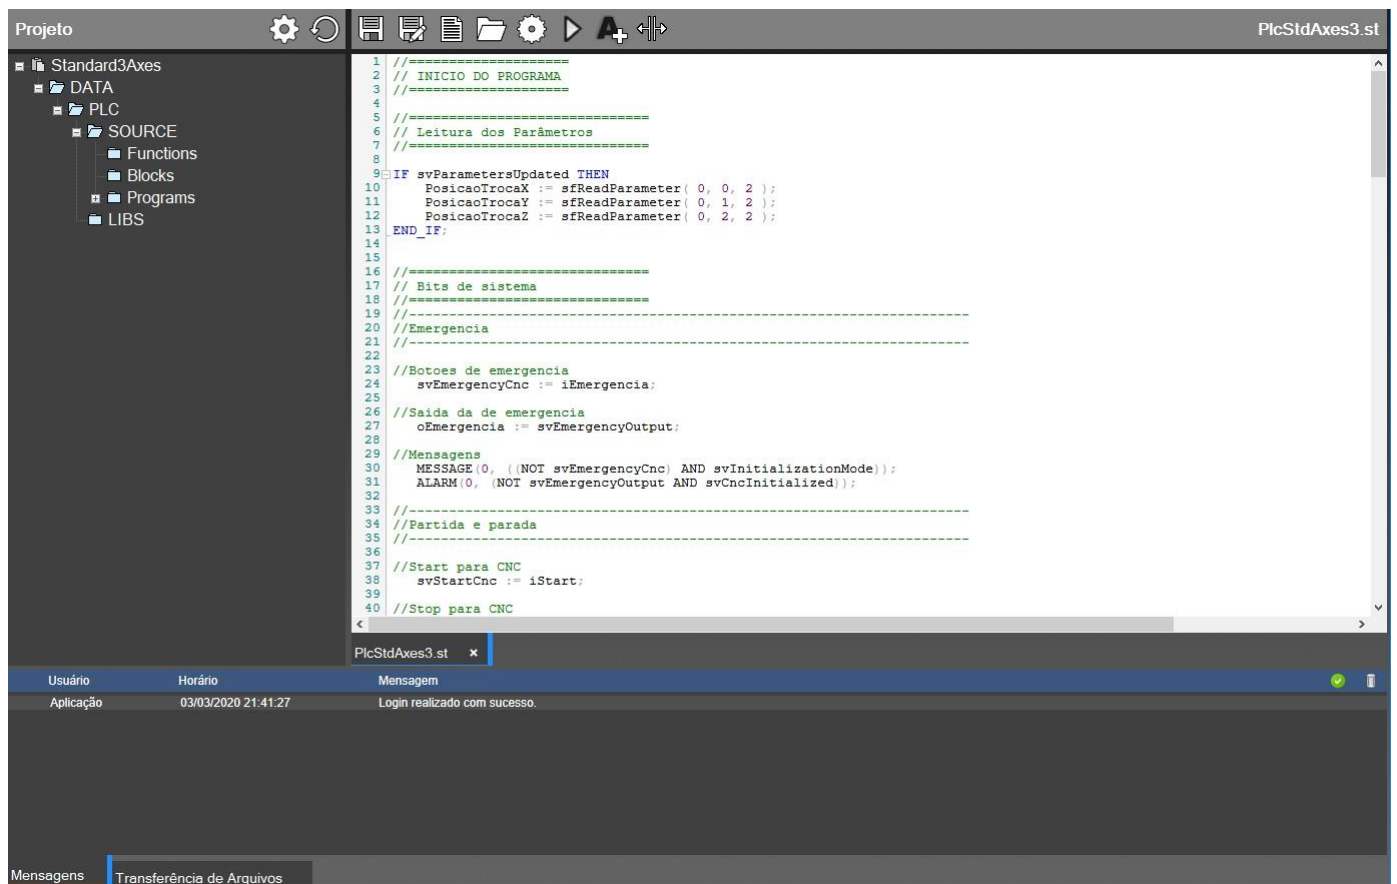 Projeto
PlcStdAxes3.st
Standard3Axes
DATA
PLC
SOURCE
Functions
Blocks
Programs
LIBS
1 //====================
2 // INICIO DO PROGRAMA
3 //====================
4
5 //==============================
6 // Leitura dos Parâmetros
7 //==============================
8
9 IF svParametersUpdated THEN
10 PosicaoTrocaX := sfReadParameter( 0, 0, 2 );
11 PosicaoTrocaY := sfReadParameter( 0, 1, 2 );
12 PosicaoTrocaZ := sfReadParameter( 0, 2, 2 );
13 END_IF;
14
15
16 //==============================
17 // Bits de sistema
18 //==============================
19 //----------------------------------------------------------------------
20 //Emergencia
21 //----------------------------------------------------------------------
22
23 //Botoes de emergencia
24 svEmergencyCnc := iEmergencia;
25
26 //Saida da de emergencia
27 oEmergencia := svEmergencyOutput;
28
29 //Mensagens
30 MESSAGE(0, ((NOT svEmergencyCnc) AND svInitializationMode));
31 ALARM(0, (NOT svEmergencyOutput AND svCncInitialized));
32
33 //----------------------------------------------------------------------
34 //Partida e parada
35 //----------------------------------------------------------------------
36
37 //Start para CNC
38 svStartCnc := iStart;
39
40 //Stop para CNC
PlcStdAxes3.st ×
Usuário Horário Mensagem
Aplicação 03/03/2020 21:41:27 Login realizado com sucesso.
Mensagens Transferência de Arquivos